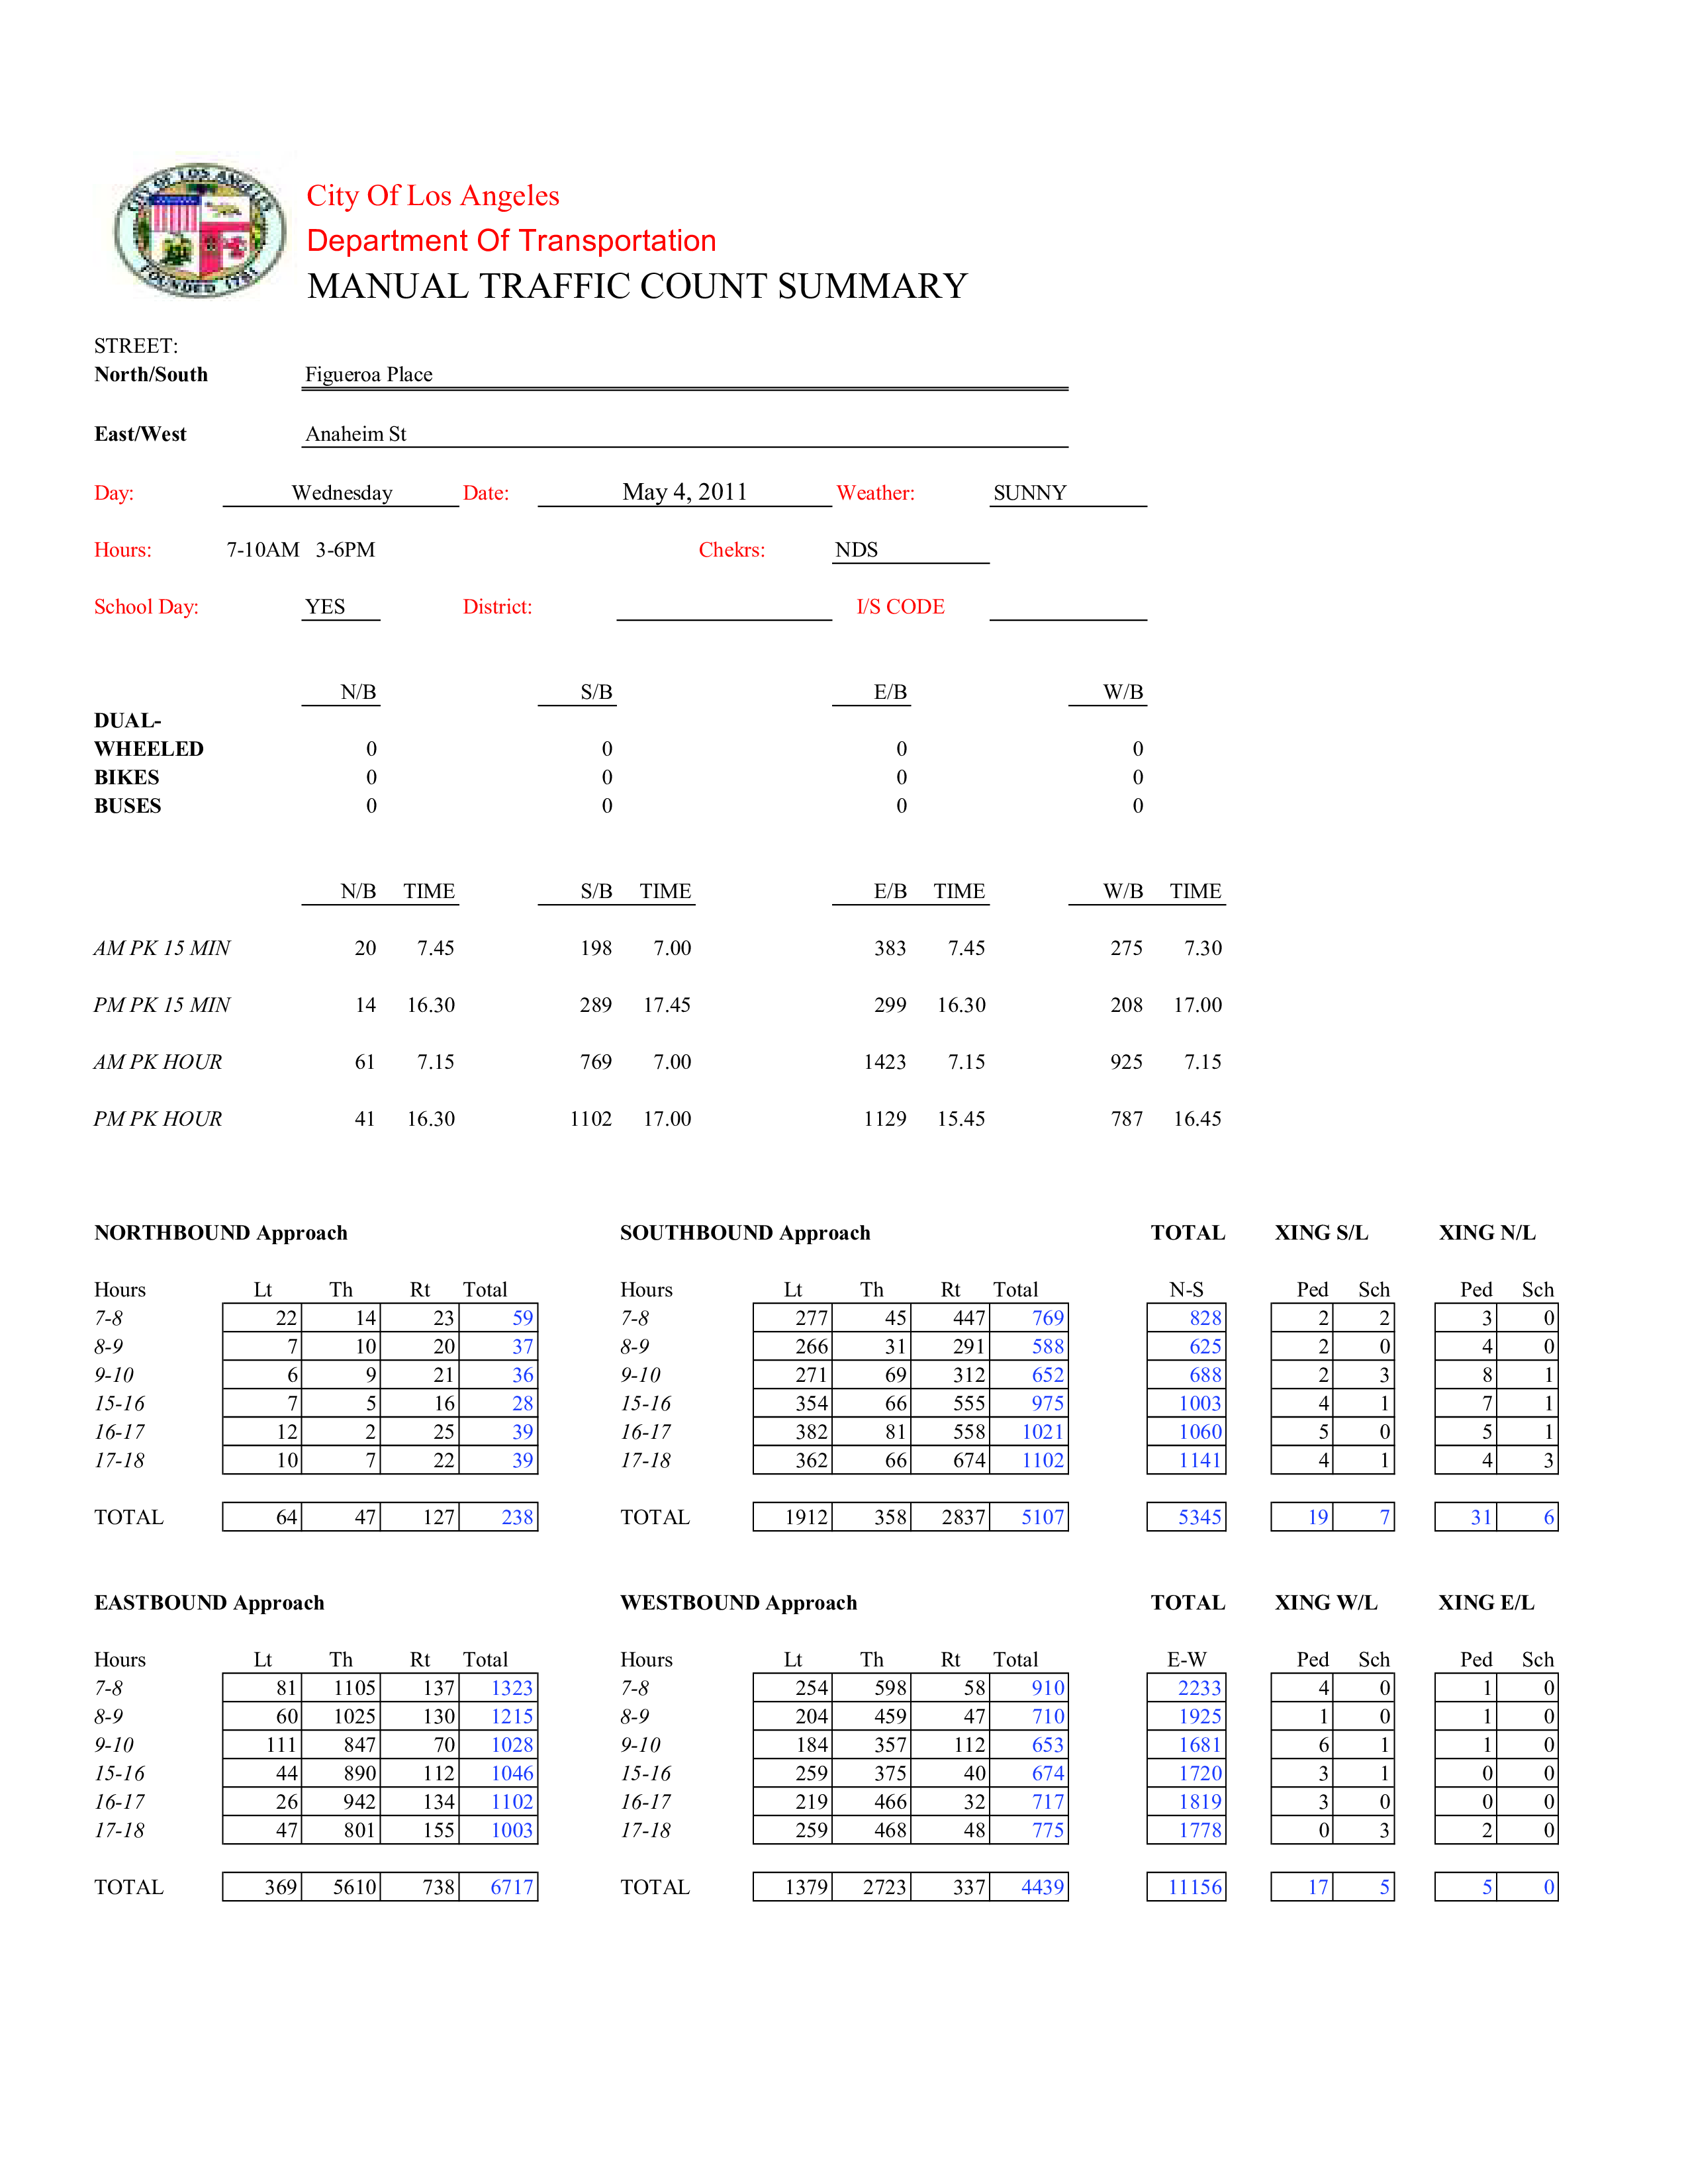 CITY OF LOS ANGELES
FOUNDED 1781
City Of Los Angeles
Department Of Transportation
MANUAL TRAFFIC COUNT SUMMARY
STREET:
North/South Figueroa Place
East/West Anaheim St
Day: Wednesday Date: May 4, 2011 Weather: SUNNY
Hours: 7-10AM 3-6PM Chekrs: NDS
School Day: YES District: I/S CODE
N/B S/B E/B W/B
DUAL-
WHEELED 0 0 0 0
BIKES 0 0 0 0
BUSES 0 0 0 0
N/B TIME S/B TIME E/B TIME W/B TIME
AM PK 15 MIN 20 7.45 198 7.00 383 7.45 275 7.30
PM PK 15 MIN 14 16.30 289 17.45 299 16.30 208 17.00
AM PK HOUR 61 7.15 769 7.00 1423 7.15 925 7.15
PM PK HOUR 41 16.30 1102 17.00 1129 15.45 787 16.45
NORTHBOUND Approach SOUTHBOUND Approach TOTAL XING S/L XING N/L
Hours Lt Th Rt Total Hours Lt Th Rt Total N-S Ped Sch Ped Sch
7-8 22 14 23 59 7-8 277 45 447 769 828 2 2 3 0
8-9 7 10 20 37 8-9 266 31 291 588 625 2 0 4 0
9-10 6 9 21 36 9-10 271 69 312 652 688 2 3 8 1
15-16 7 5 16 28 15-16 354 66 555 975 1003 4 1 7 1
16-17 12 2 25 39 16-17 382 81 558 1021 1060 5 0 5 1
17-18 10 7 22 39 17-18 362 66 674 1102 1141 4 1 4 3
TOTAL 64 47 127 238 TOTAL 1912 358 2837 5107 5345 19 7 31 6
EASTBOUND Approach WESTBOUND Approach TOTAL XING W/L XING E/L
Hours Lt Th Rt Total Hours Lt Th Rt Total E-W Ped Sch Ped Sch
7-8 81 1105 137 1323 7-8 254 598 58 910 2233 4 0 1 0
8-9 60 1025 130 1215 8-9 204 459 47 710 1925 1 0 1 0
9-10 111 847 70 1028 9-10 184 357 112 653 1681 6 1 1 0
15-16 44 890 112 1046 15-16 259 375 40 674 1720 3 1 0 0
16-17 26 942 134 1102 16-17 219 466 32 717 1819 3 0 0 0
17-18 47 801 155 1003 17-18 259 468 48 775 1778 0 3 2 0
TOTAL 369 5610 738 6717 TOTAL 1379 2723 337 4439 11156 17 5 5 0